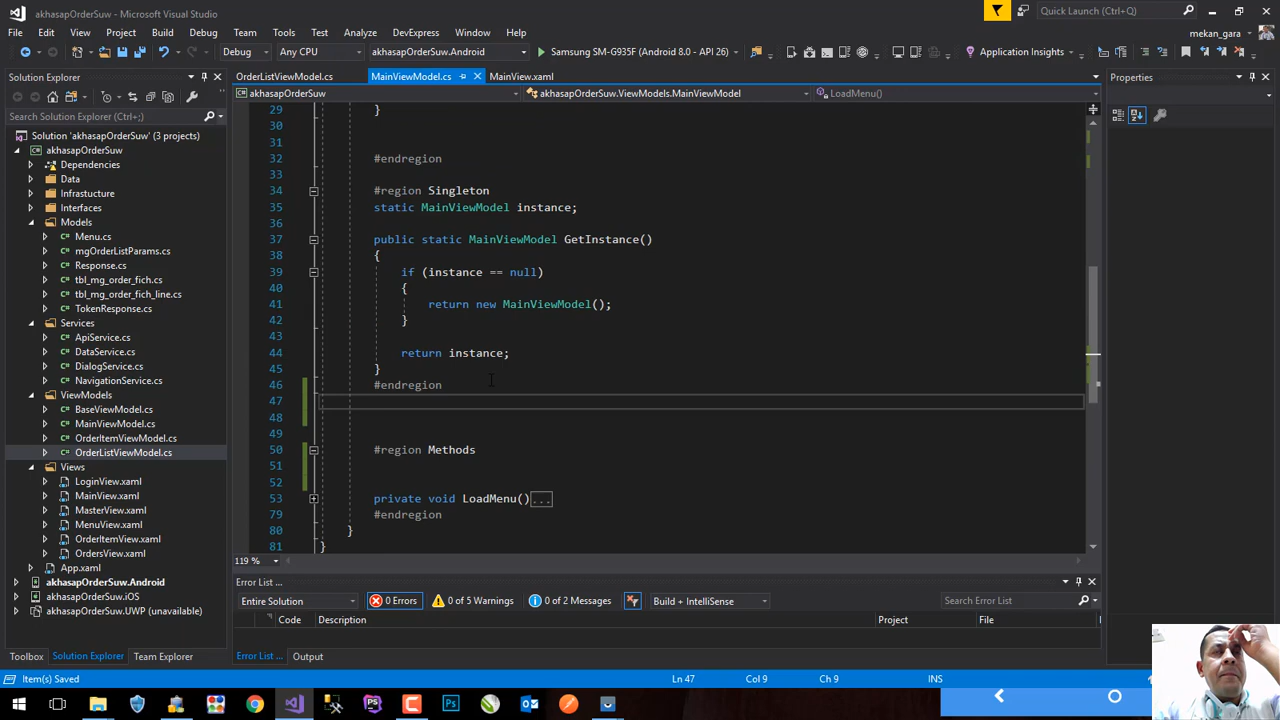 akhasapOrderSuw - Microsoft Visual Studio
Quick Launch (Ctrl+Q)
File Edit View Project Build Debug Team Tools Test Analyze DevExpress Window Help
mekan_gara
Debug Any CPU akhasapOrderSuw.Android Samsung SM-G935F (Android 8.0 - API 26) Application Insights
Solution Explorer
Search Solution Explorer (Ctrl+;)
Solution 'akhasapOrderSuw' (3 projects)
akhasapOrderSuw
Dependencies
Data
Infrastucture
Interfaces
Models
Menu.cs
mgOrderListParams.cs
Response.cs
tbl_mg_order_fich.cs
tbl_mg_order_fich_line.cs
TokenResponse.cs
Services
ApiService.cs
DataService.cs
DialogService.cs
NavigationService.cs
ViewModels
BaseViewModel.cs
MainViewModel.cs
OrderItemViewModel.cs
OrderListViewModel.cs
Views
LoginView.xaml
MainView.xaml
MasterView.xaml
MenuView.xaml
OrderItemView.xaml
OrdersView.xaml
App.xaml
akhasapOrderSuw.Android
akhasapOrderSuw.iOS
akhasapOrderSuw.UWP (unavailable)
Toolbox Solution Explorer Team Explorer
OrderListViewModel.cs MainViewModel.cs MainView.xaml
akhasapOrderSuw akhasapOrderSuw.ViewModels.MainViewModel LoadMenu()
29 }
30
31
32 #endregion
33
34 #region Singleton
35 static MainViewModel instance;
36
37 public static MainViewModel GetInstance()
38 {
39 if (instance == null)
40 {
41 return new MainViewModel();
42 }
43
44 return instance;
45 }
46 #endregion
47
48
49
50 #region Methods
51
52
53 private void LoadMenu()...
79 #endregion
80 }
81 }
119 %
Error List ...
Entire Solution 0 Errors 0 of 5 Warnings 0 of 2 Messages Build + IntelliSense Search Error List
Code Description Project File
Error List ... Output
Properties
Item(s) Saved Ln 47 Col 9 Ch 9 INS